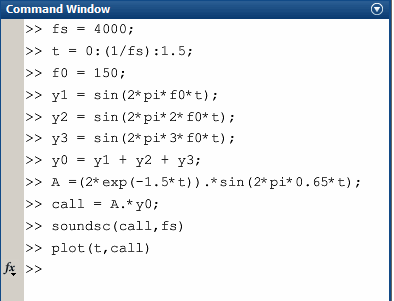 Command Window
>> fs = 4000;
>> t = 0:(1/fs):1.5;
>> f0 = 150;
>> y1 = sin(2*pi*f0*t);
>> y2 = sin(2*pi*2*f0*t);
>> y3 = sin(2*pi*3*f0*t);
>> y0 = y1 + y2 + y3;
>> A =(2*exp(-1.5*t)).*sin(2*pi*0.65*t);
>> call = A.*y0;
>> soundsc(call,fs)
>> plot(t,call)
fx >>